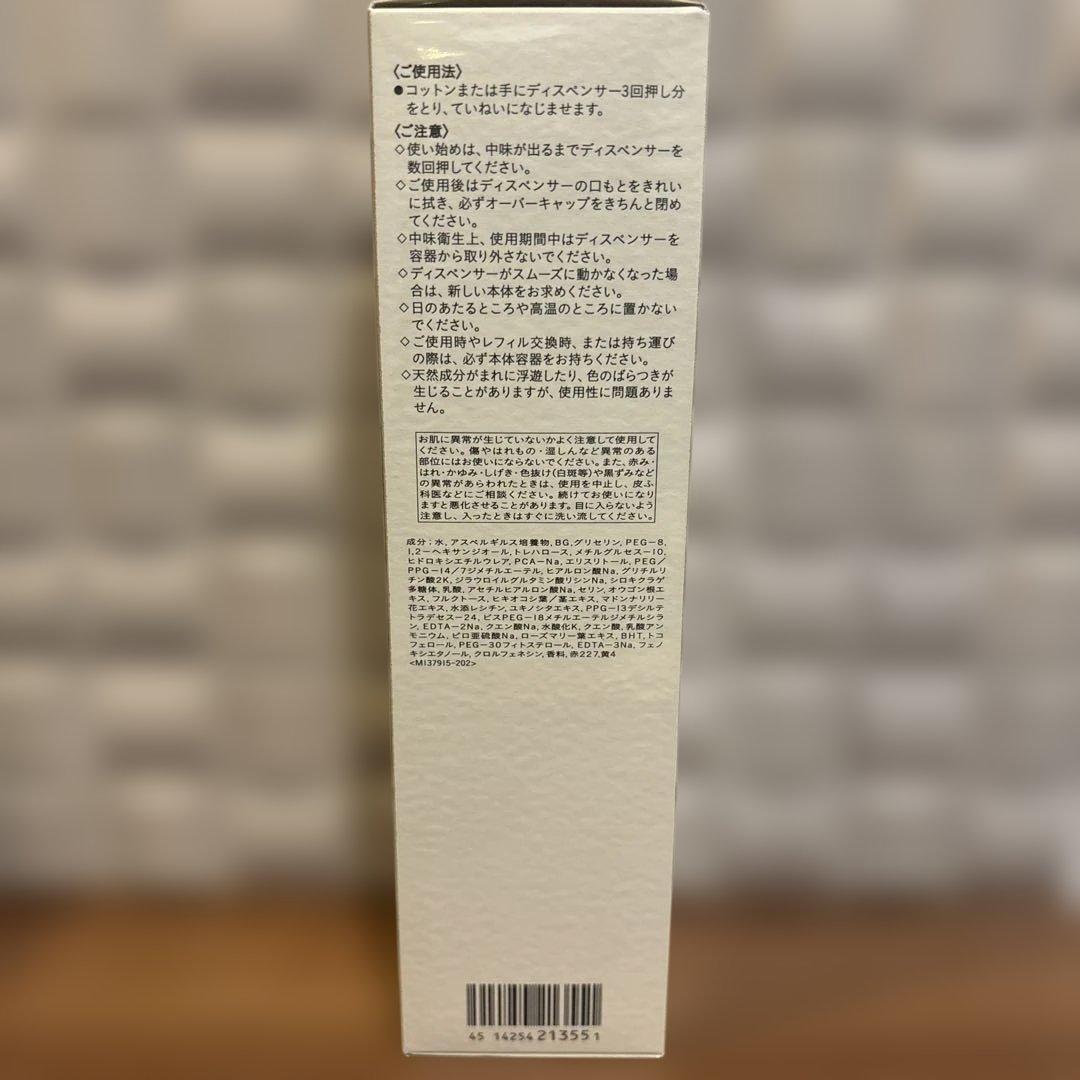 〈ご使用法〉
●コットンまたは手にディスペンサー3回押し分
をとり、ていねいになじませます。
〈ご注意〉
◇使い始めは、中味が出るまでディスペンサーを
数回押してください。
◇ご使用後はディスペンサーの口もとをきれい
に拭き、必ずオーバーキャップをきちんと閉め
てください。
◇中味衛生上、使用期間中はディスペンサーを
容器から取り外さないでください。
◇ディスペンサーがスムーズに動かなくなった場
合は、新しい本体をお求めください。
◇日のあたるところや高温のところに置かない
でください。
◇ご使用時やレフィル交換時、または持ち運び
の際は、必ず本体容器をお持ちください。
◇天然成分がまれに浮遊したり、色のばらつきが
生じることがありますが、使用性に問題ありま
せん。
お肌に異常が生じていないかよく注意して使用して
ください。傷やはれもの・湿しんなど異常のある
部位にはお使いにならないでください。また、赤み・
はれ・かゆみ・しげき・色抜け(白斑等)や黒ずみなど
の異常があらわれたときは、使用を中止し、皮ふ
科医などにご相談ください。続けてお使いになり
ますと悪化させることがあります。目に入らないよう
注意し、入ったときはすぐに洗い流してください。
成分:水,アスペルギルス培養物,BG,グリセリン,PEG-8,
1,2-ヘキサンジオール,トレハロース,メチルグルセス-10,
ヒドロキシエチルウレア,PCA-Na,エリスリトール,PEG/
PPG-14/7ジメチルエーテル,ヒアルロン酸Na,グリチルリ
チン酸2K,ジラウロイルグルタミン酸リシンNa,シロキクラゲ
多糖体,乳酸,アセチルヒアルロン酸Na,セリン,オウゴン根エ
キス,フルクトース,ヒキオコシ葉/茎エキス,マドンナリリー
花エキス,水添レシチン,ユキノシタエキス,PPG-13デシルテ
トラデセス-24,ビスPEG-18メチルエーテルジメチルシラ
ン,EDTA-2Na,クエン酸Na,水酸化K,クエン酸,乳酸アン
モニウム,ピロ亜硫酸Na,ローズマリー葉エキス,BHT,トコ
フェロール,PEG-30フィトステロール,EDTA-3Na,フェノ
キシエタノール,クロルフェネシン,香料,赤227,黄4
<M137915-202>
45 14254 213551